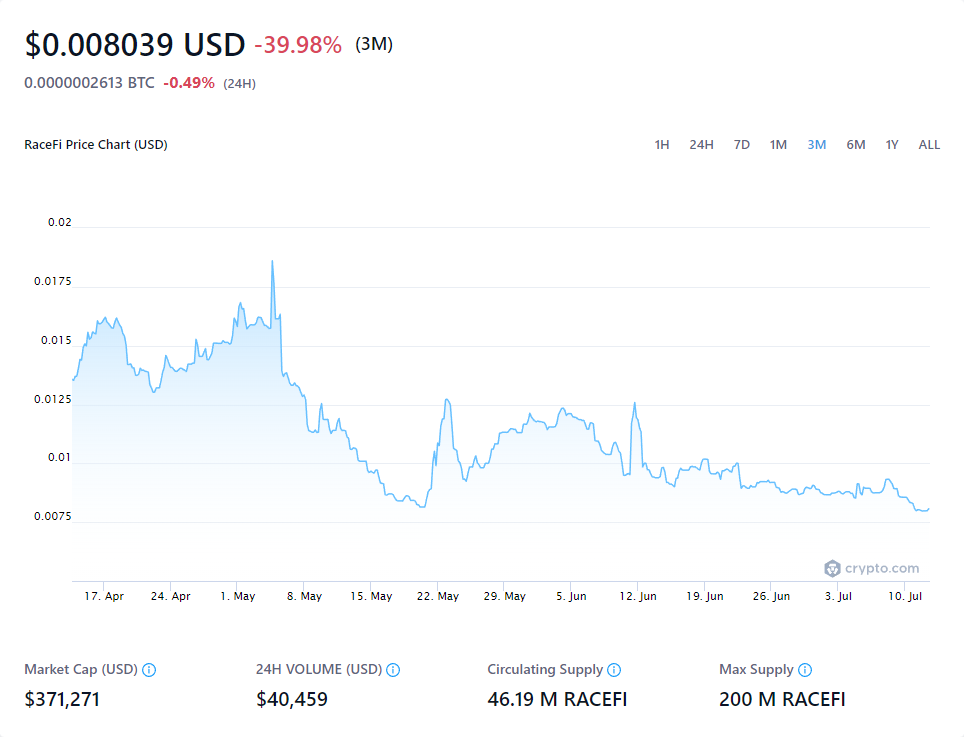 $0.008039 USD -39.98% (3M)
0.0000002613 BTC -0.49% (24H)
RaceFi Price Chart (USD) 1H 24H 7D 1M 3M 6M 1Y ALL
0.02
0.0175
0.015
0.0125
0.01
0.0075
crypto.com
17. Apr 24. Apr 1. May 8. May 15. May 22. May 29. May 5. Jun 12. Jun 19. Jun 26. Jun 3. Jul 10. Jul
Market Cap (USD) 24H VOLUME (USD) Circulating Supply Max Supply
$371,271 $40,459 46.19 M RACEFI 200 M RACEFI